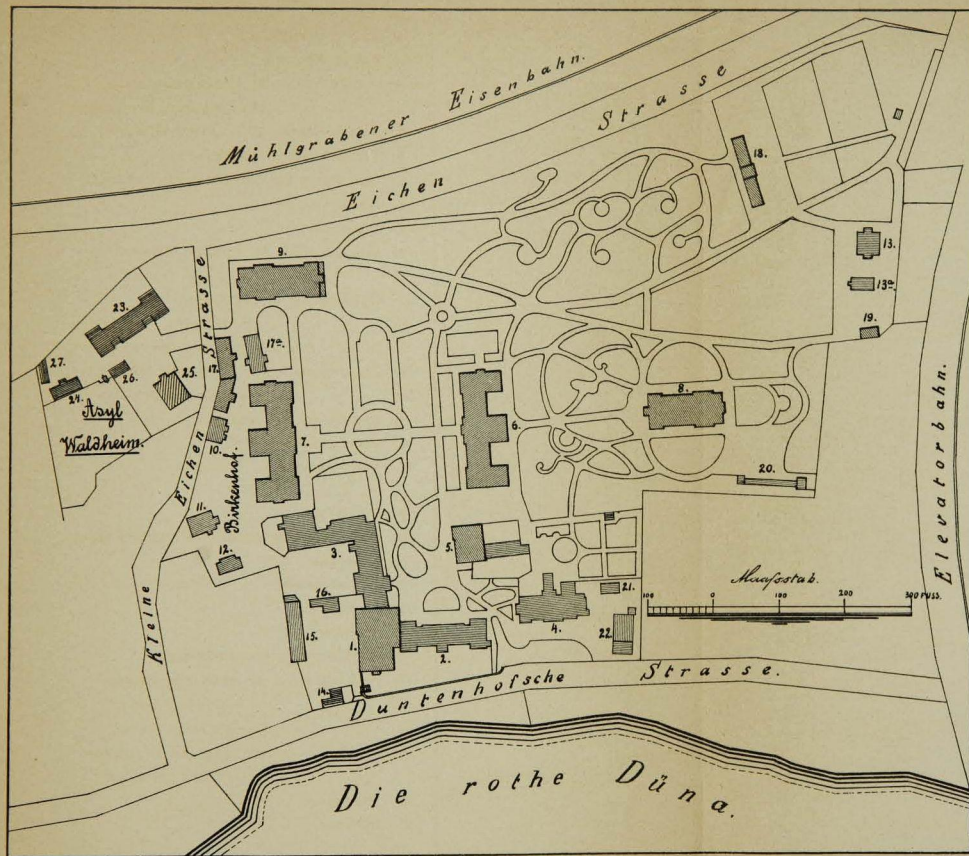 Mühlgrabener Eisenbahn.
Eichen Strasse
18.
9.
13.
13a.
23.
19.
27.
26.
25.
17.
17a.
24.
Asyl
Waldheim.
8.
6.
7.
10.
Birkenhof.
20.
11.
5.
3.
12.
Maaſsstab.
100 0 100 200 300 FUSS.
21.
16.
4.
22.
15.
1.
2.
14.
Kleine Eichen Strasse
Duntenhofsche Strasse.
Elevatorbahn.
Die rothe Düna.